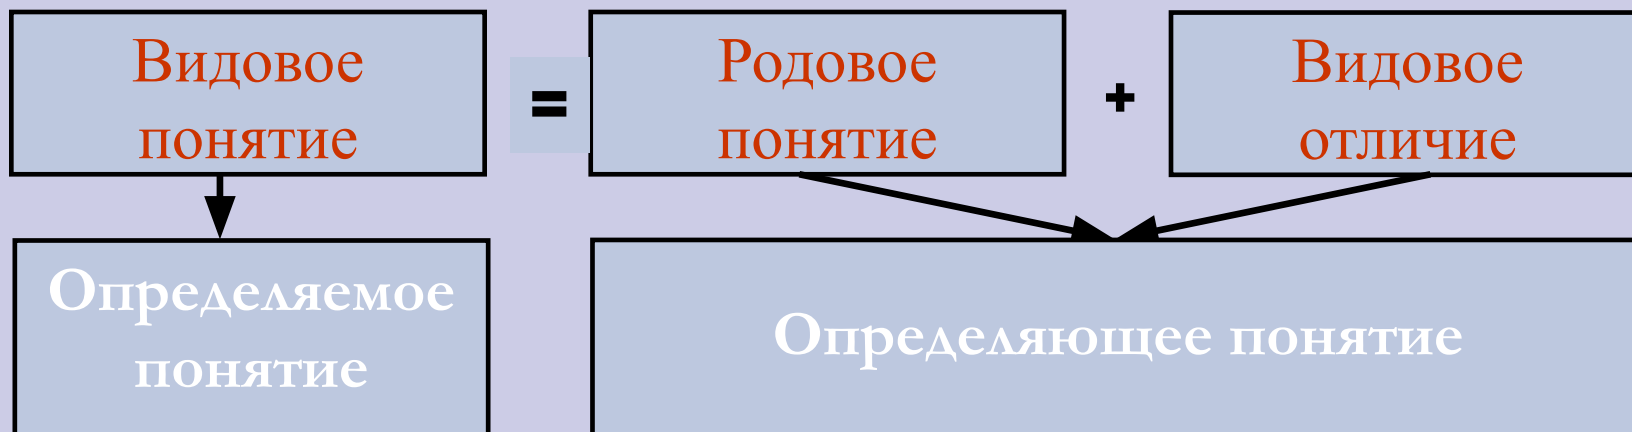 Видовое
понятие
=
Родовое
понятие
+
Видовое
отличие
Определяемое
понятие
Определяющее понятие